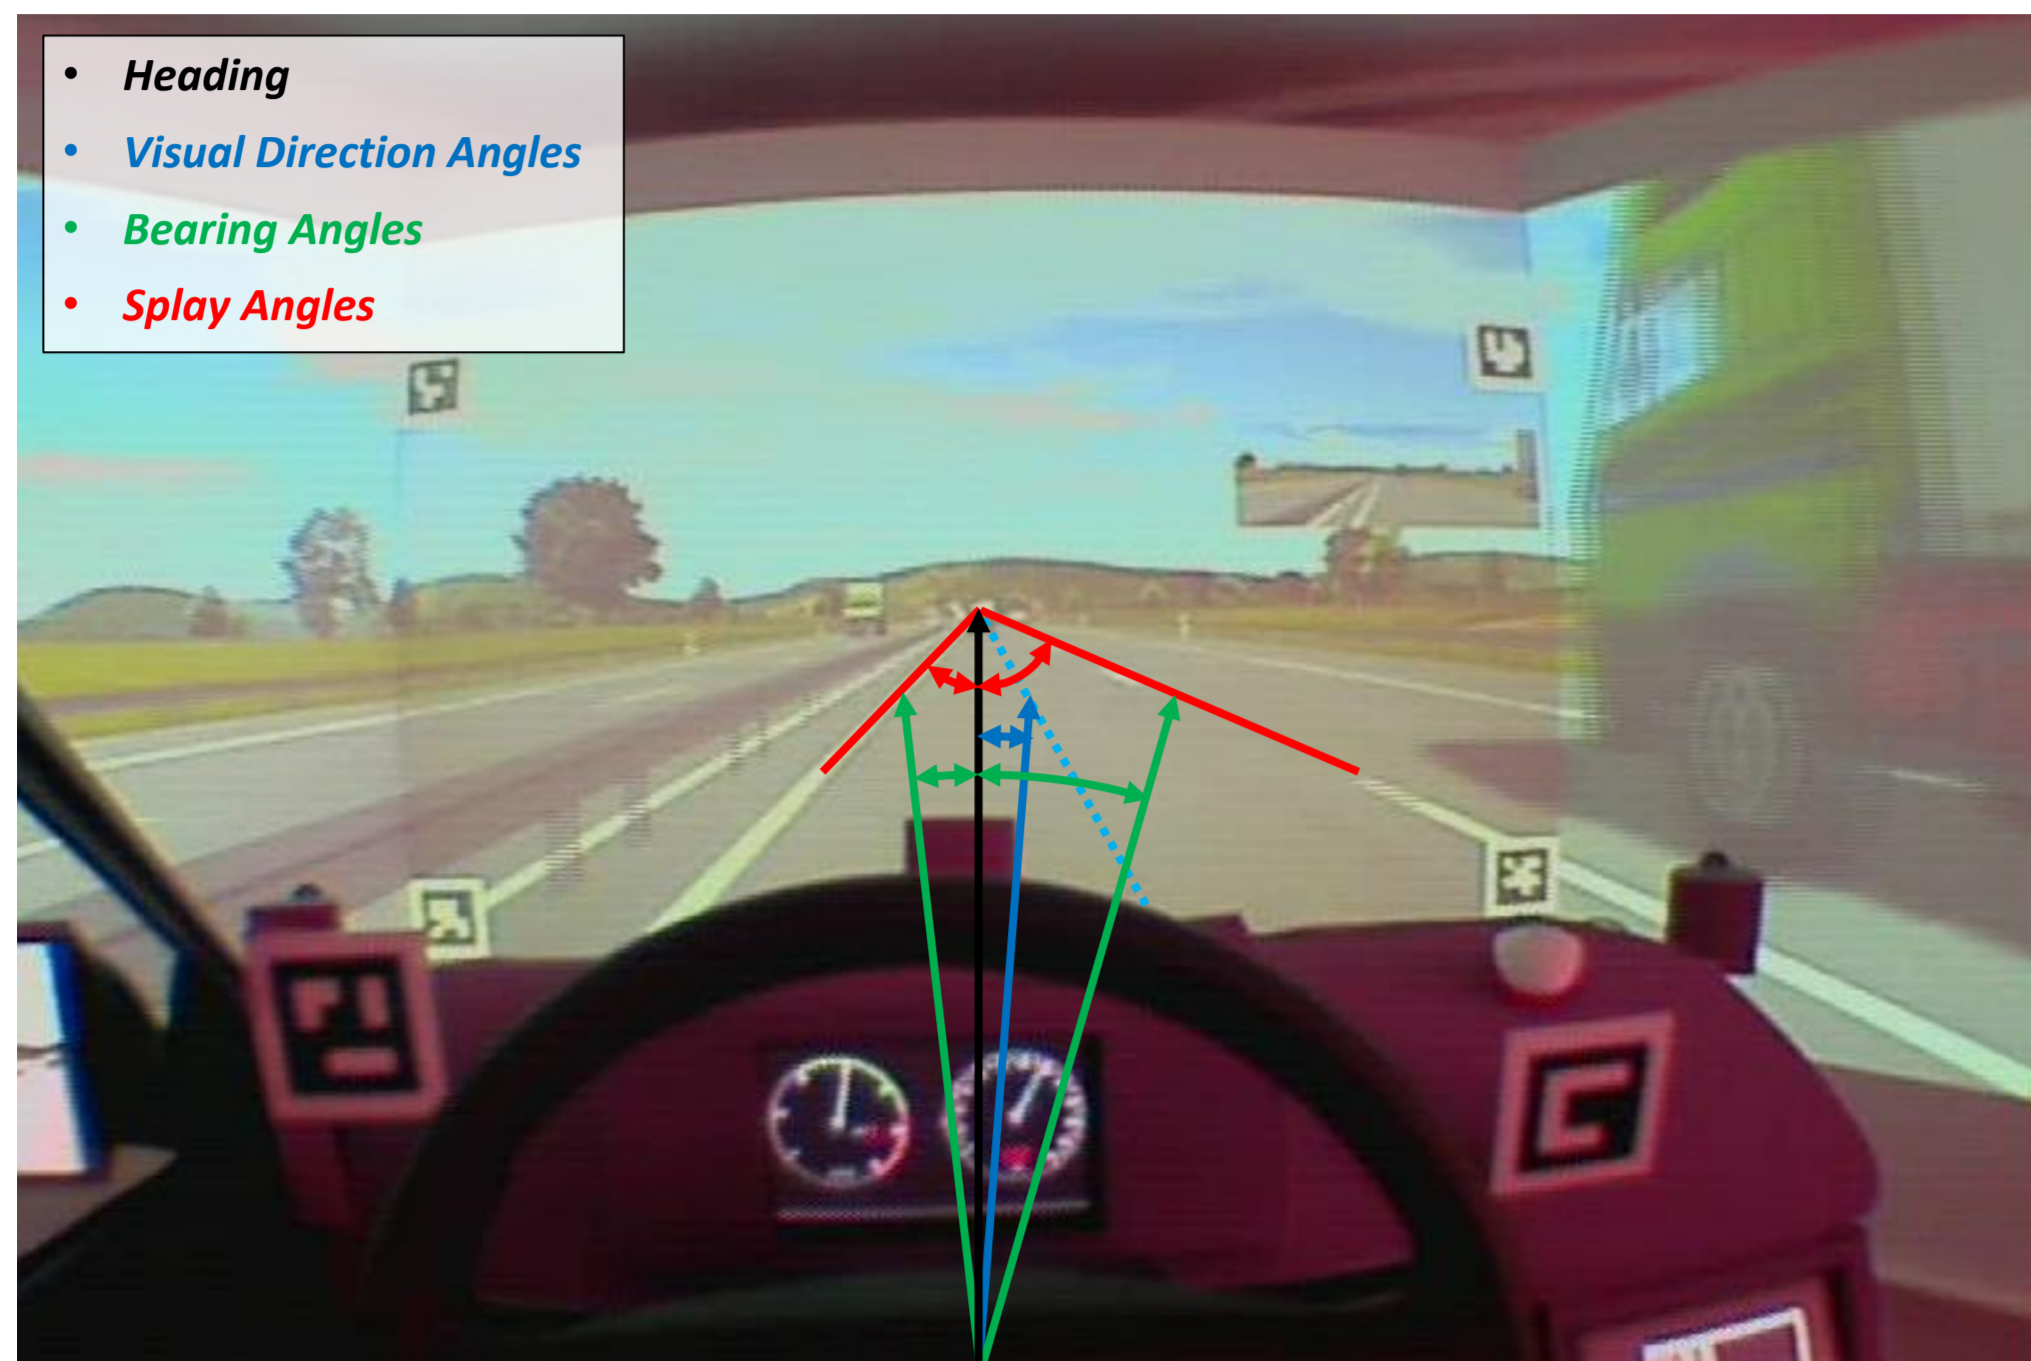 • Heading
• Visual Direction Angles
• Bearing Angles
• Splay Angles